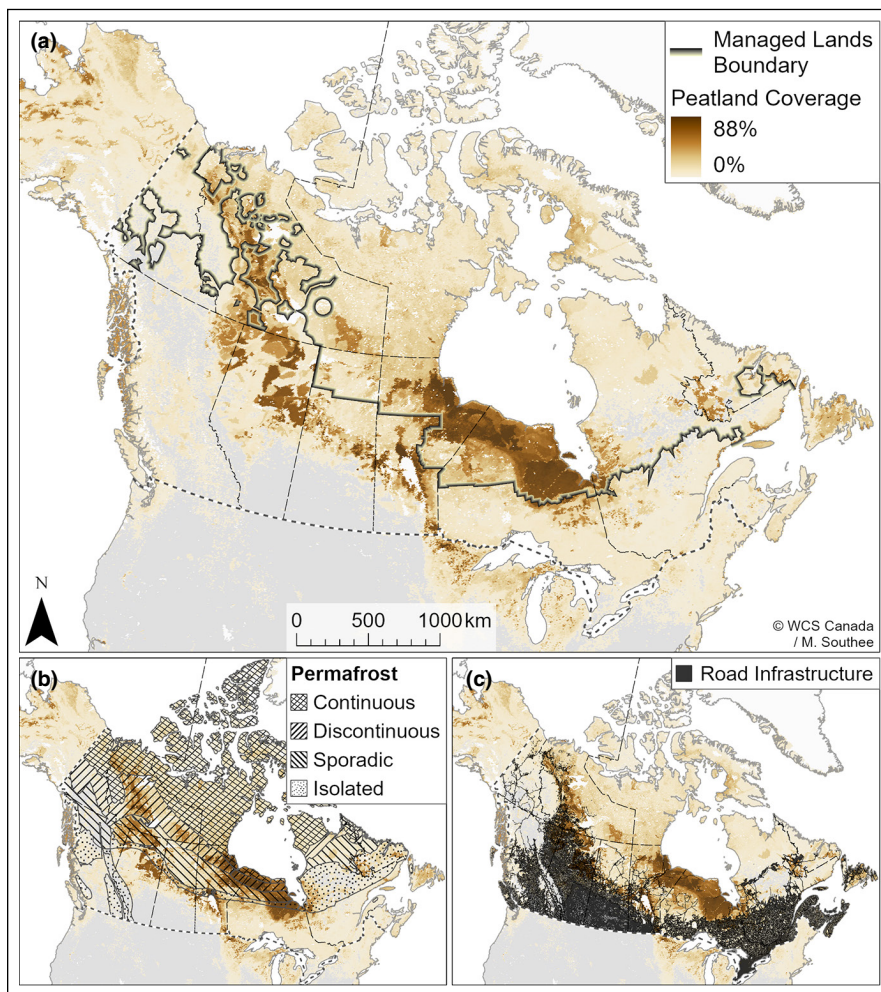 (a)
Managed Lands
Boundary
Peatland Coverage
88%
0%
N
0 500 1000 km
© WCS Canada
/ M. Southee
(b)
Permafrost
Continuous
Discontinuous
Sporadic
Isolated
(c)
Road Infrastructure